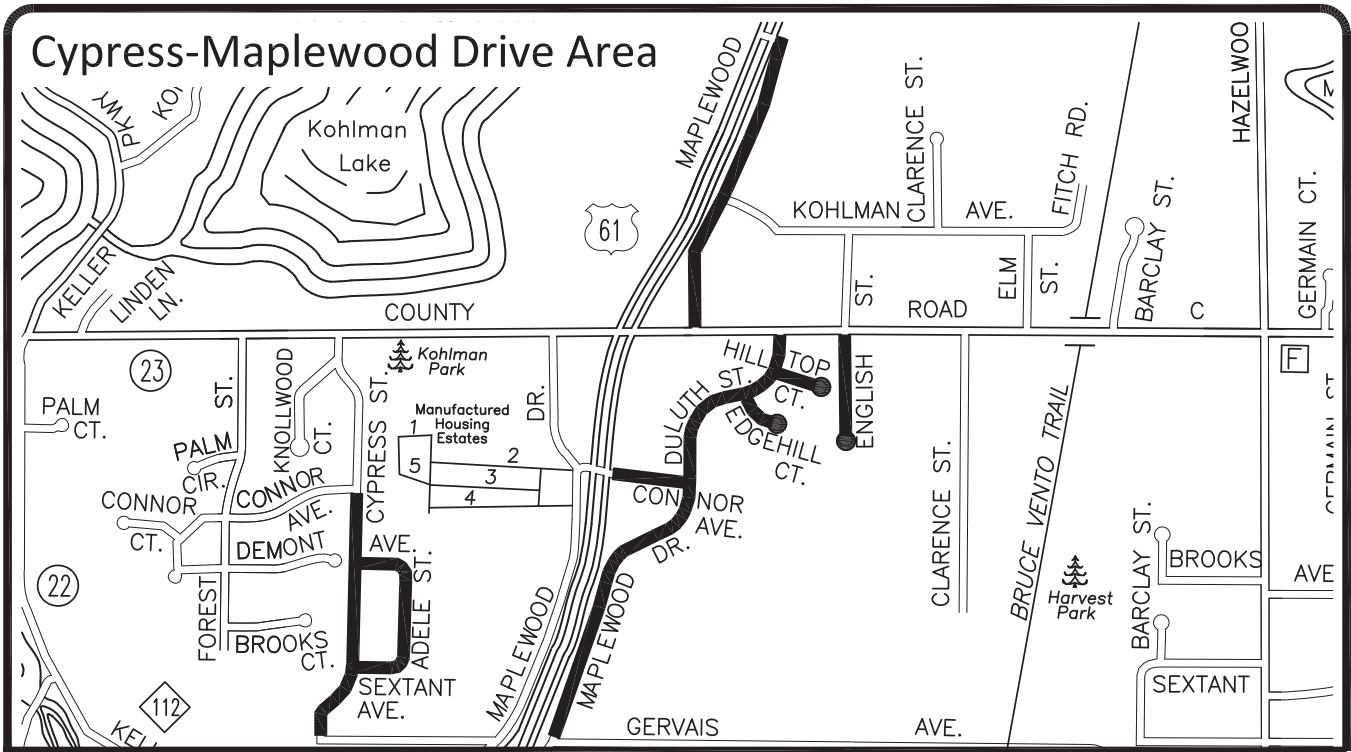 Cypress-Maplewood Drive Area
PKWY
KO
Kohlman
Lake
MAPLEWOOD
CLARENCE ST.
FITCH RD.
HAZELWOO
BARCLAY ST.
GERMAIN CT.
KOHLMAN AVE.
61
KELLER
LINDEN
LN.
COUNTY ROAD C
ST.
ELM ST.
23
ST.
KNOLLWOOD
CT.
CYPRESS ST.
Kohlman
Park
DR.
HILL TOP
CT.
DULUTH ST.
EDGEHILL
CT.
ENGLISH
F
PALM
CT.
Manufactured
Housing
Estates
1
2
3
4
5
PALM
CIR.
CONNOR
AVE.
CONNOR
CT.
CONNOR
AVE.
DR.
CLARENCE ST.
BRUCE VENTO TRAIL
DEMONT AVE.
22
FOREST
BROOKS
CT.
ADELE ST.
MAPLEWOOD
MAPLEWOOD
Harvest
Park
BARCLAY ST.
BROOKS AVE
BARCLAY ST.
SEXTANT
AVE.
SEXTANT
112
KEL
GERVAIS AVE.